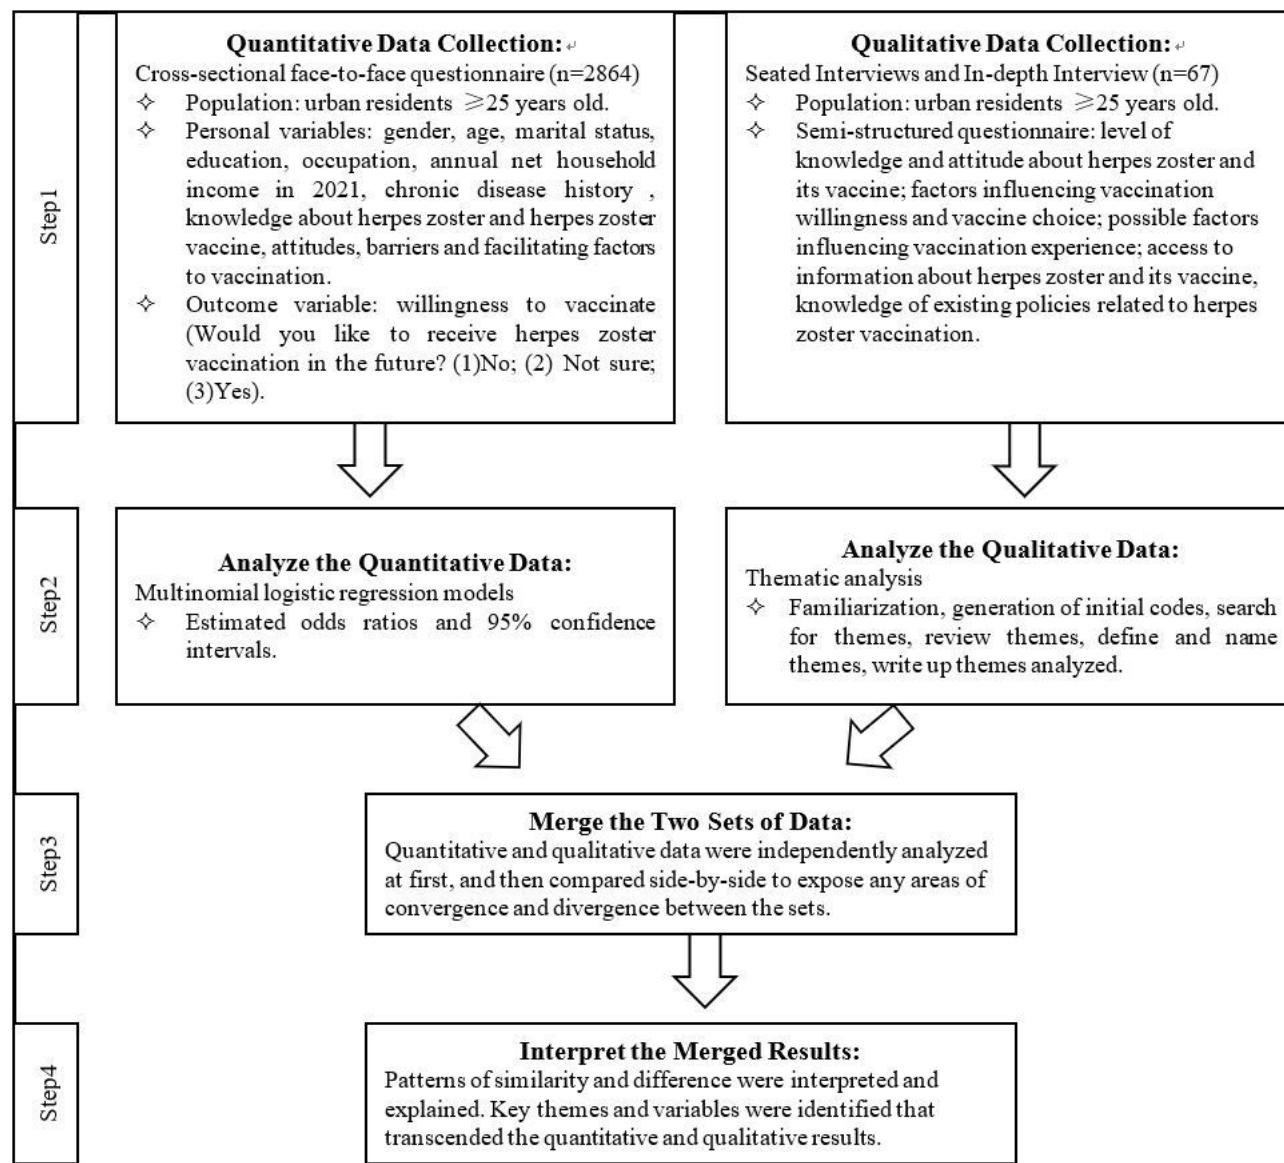 Step1
Quantitative Data Collection:
Cross-sectional face-to-face questionnaire (n=2864)
✧ Population: urban residents ≥25 years old.
✧ Personal variables: gender, age, marital status,
education, occupation, annual net household
income in 2021, chronic disease history ,
knowledge about herpes zoster and herpes zoster
vaccine, attitudes, barriers and facilitating factors
to vaccination.
✧ Outcome variable: willingness to vaccinate
(Would you like to receive herpes zoster
vaccination in the future? (1)No; (2) Not sure;
(3)Yes).
Qualitative Data Collection:
Seated Interviews and In-depth Interview (n=67)
✧ Population: urban residents ≥25 years old.
✧ Semi-structured questionnaire: level of
knowledge and attitude about herpes zoster and
its vaccine; factors influencing vaccination
willingness and vaccine choice; possible factors
influencing vaccination experience; access to
information about herpes zoster and its vaccine,
knowledge of existing policies related to herpes
zoster vaccination.
Step2
Analyze the Quantitative Data:
Multinomial logistic regression models
✧ Estimated odds ratios and 95% confidence
intervals.
Analyze the Qualitative Data:
Thematic analysis
✧ Familiarization, generation of initial codes, search
for themes, review themes, define and name
themes, write up themes analyzed.
Step3
Merge the Two Sets of Data:
Quantitative and qualitative data were independently analyzed
at first, and then compared side-by-side to expose any areas of
convergence and divergence between the sets.
Step4
Interpret the Merged Results:
Patterns of similarity and difference were interpreted and
explained. Key themes and variables were identified that
transcended the quantitative and qualitative results.